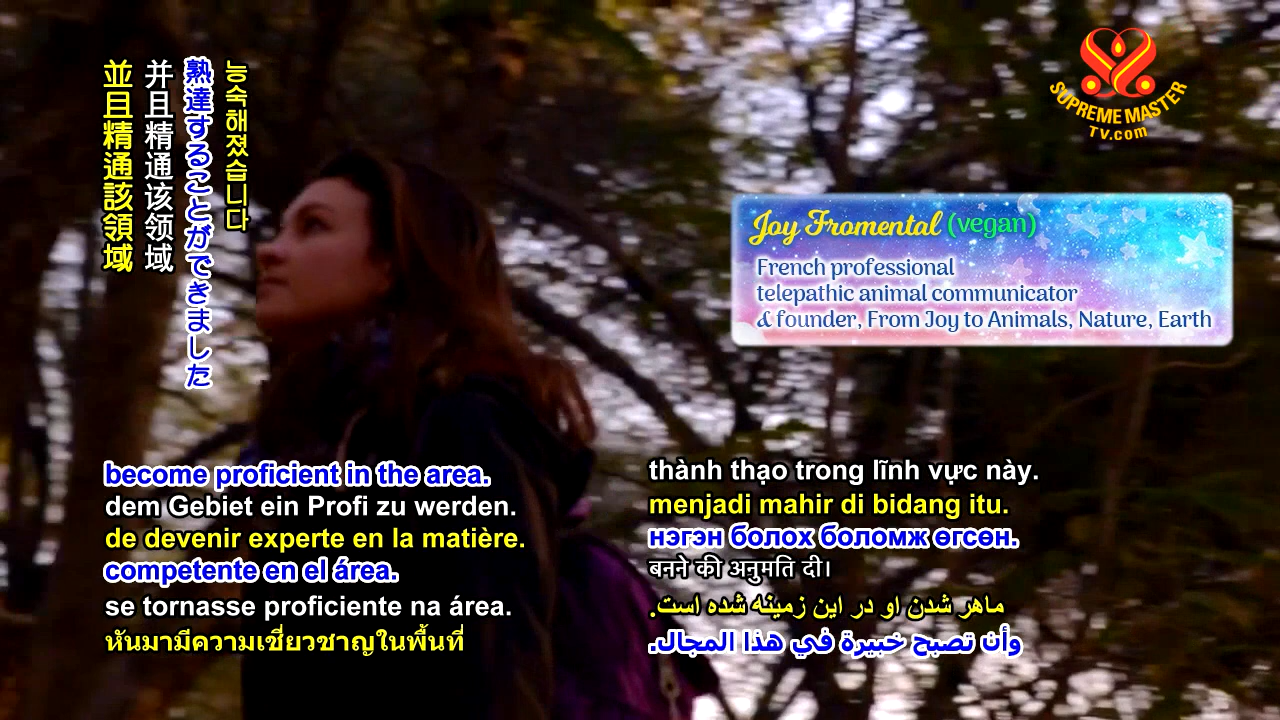 並且精通該領域
并且精通该领域
熟達することができました
능숙해졌습니다
SUPREME MASTER
TV.com
Joy Fromental (vegan)
French professional
telepathic animal communicator
& founder, From Joy to Animals, Nature, Earth
become proficient in the area.
dem Gebiet ein Profi zu werden.
de devenir experte en la matière.
competente en el área.
se tornasse proficiente na área.
หันมามีความเชี่ยวชาญในพื้นที่
thành thạo trong lĩnh vực này.
menjadi mahir di bidang itu.
нэгэн болох боломж өгсөн.
बनने की अनुमति दी।
ماهر شدن او در این زمینه شده است.
وأن تصبح خبيرة في هذا المجال.